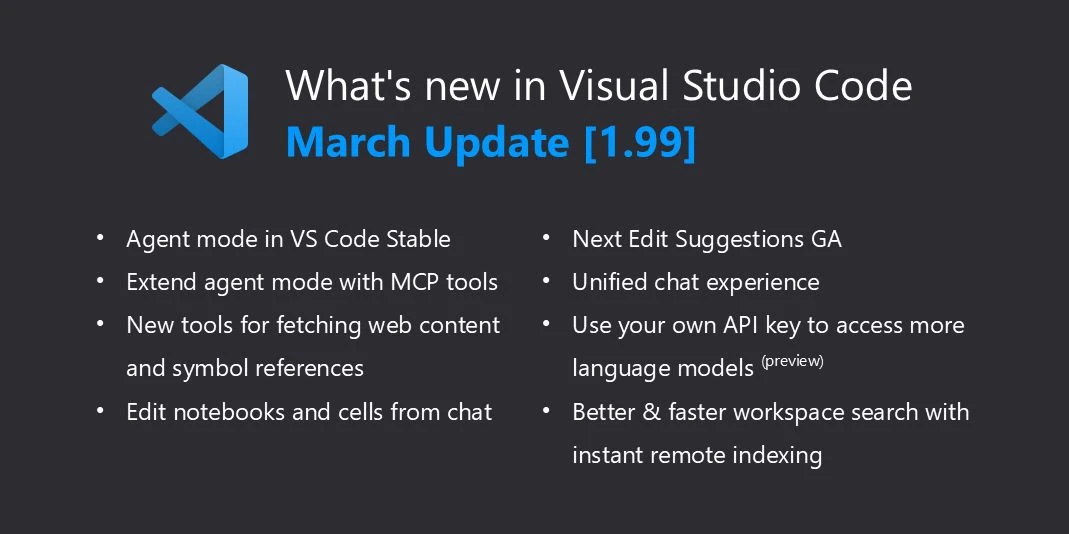 What's new in Visual Studio Code
March Update [1.99]
• Agent mode in VS Code Stable
• Extend agent mode with MCP tools
• New tools for fetching web content
and symbol references
• Edit notebooks and cells from chat
• Next Edit Suggestions GA
• Unified chat experience
• Use your own API key to access more
language models (preview)
• Better & faster workspace search with
instant remote indexing